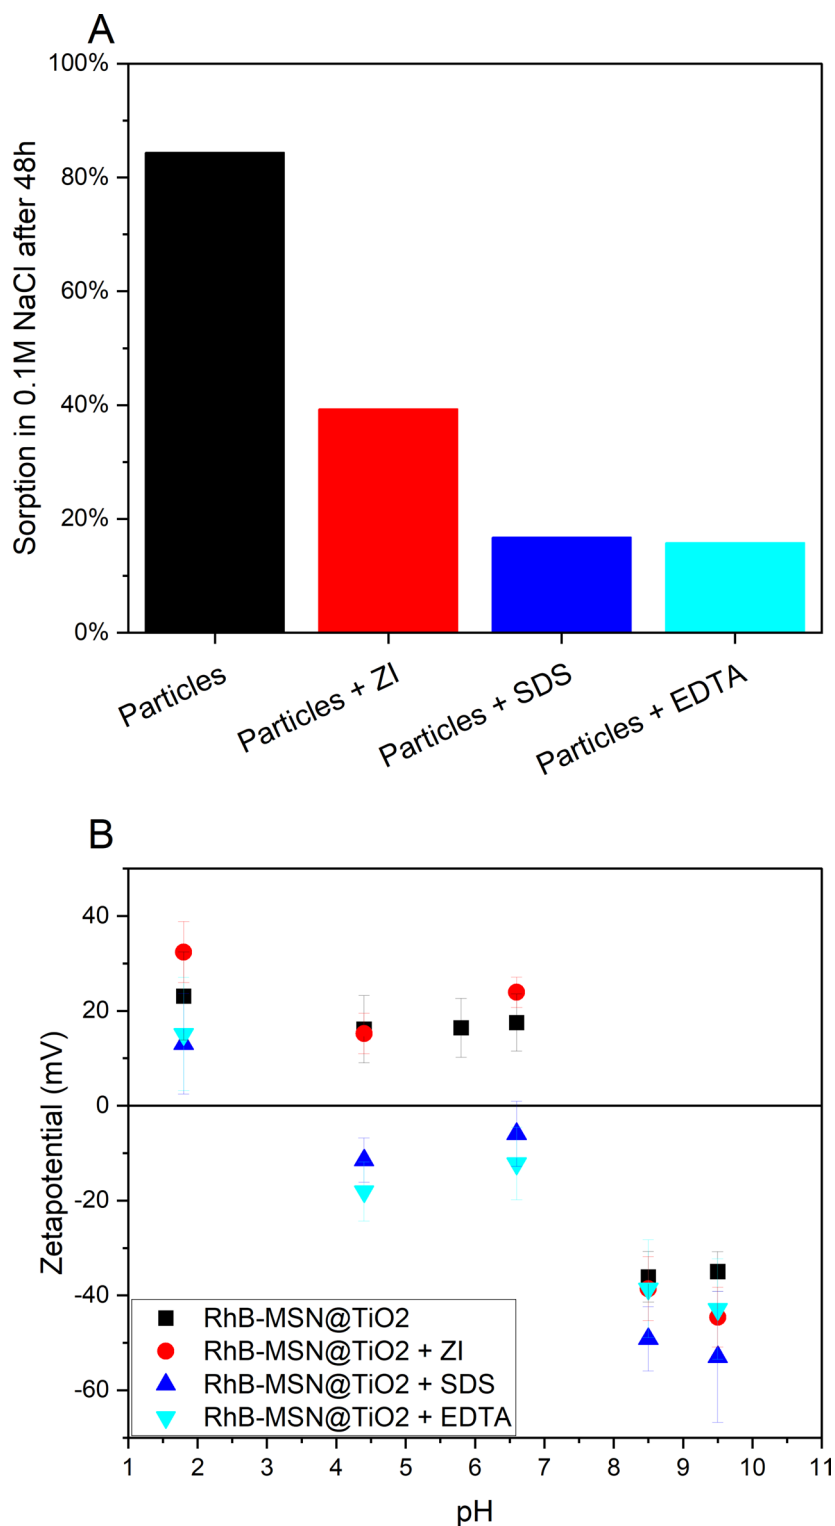 A
Sorption in 0.1M NaCl after 48h
100%
80%
60%
40%
20%
0%
Particles
Particles + ZI
Particles + SDS
Particles + EDTA
B
Zetapotential (mV)
40
20
0
-20
-40
-60
RhB-MSN@TiO2
RhB-MSN@TiO2 + ZI
RhB-MSN@TiO2 + SDS
RhB-MSN@TiO2 + EDTA
1 2 3 4 5 6 7 8 9 10 11
pH